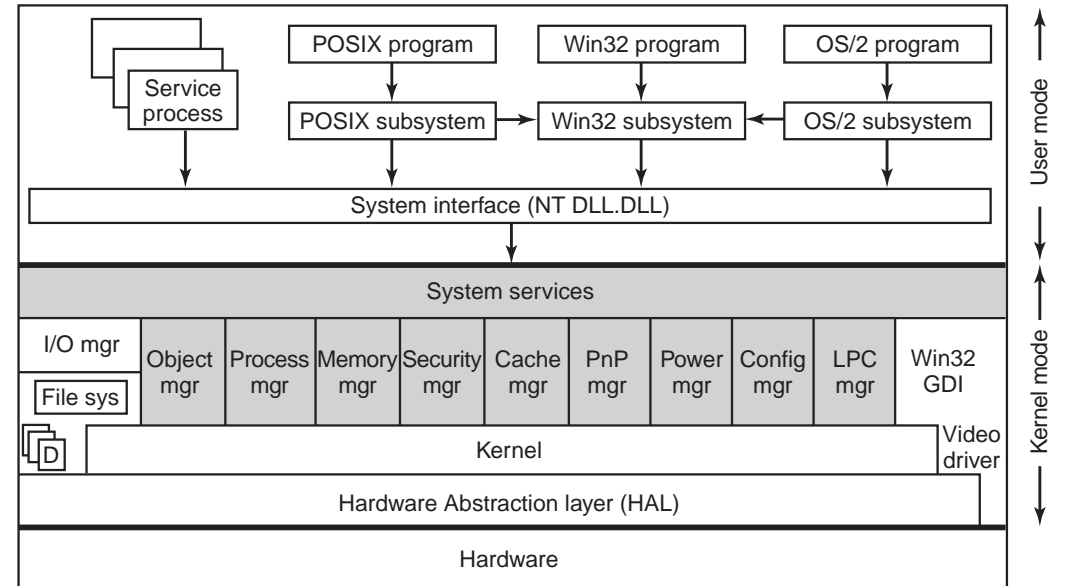 POSIX program
Win32 program
OS/2 program
Service
process
POSIX subsystem
Win32 subsystem
OS/2 subsystem
System interface (NT DLL.DLL)
User mode
System services
I/O mgr
File sys
D
Object
mgr
Process
mgr
Memory
mgr
Security
mgr
Cache
mgr
PnP
mgr
Power
mgr
Config
mgr
LPC
mgr
Win32
GDI
Kernel
Video
driver
Hardware Abstraction layer (HAL)
Kernel mode
Hardware